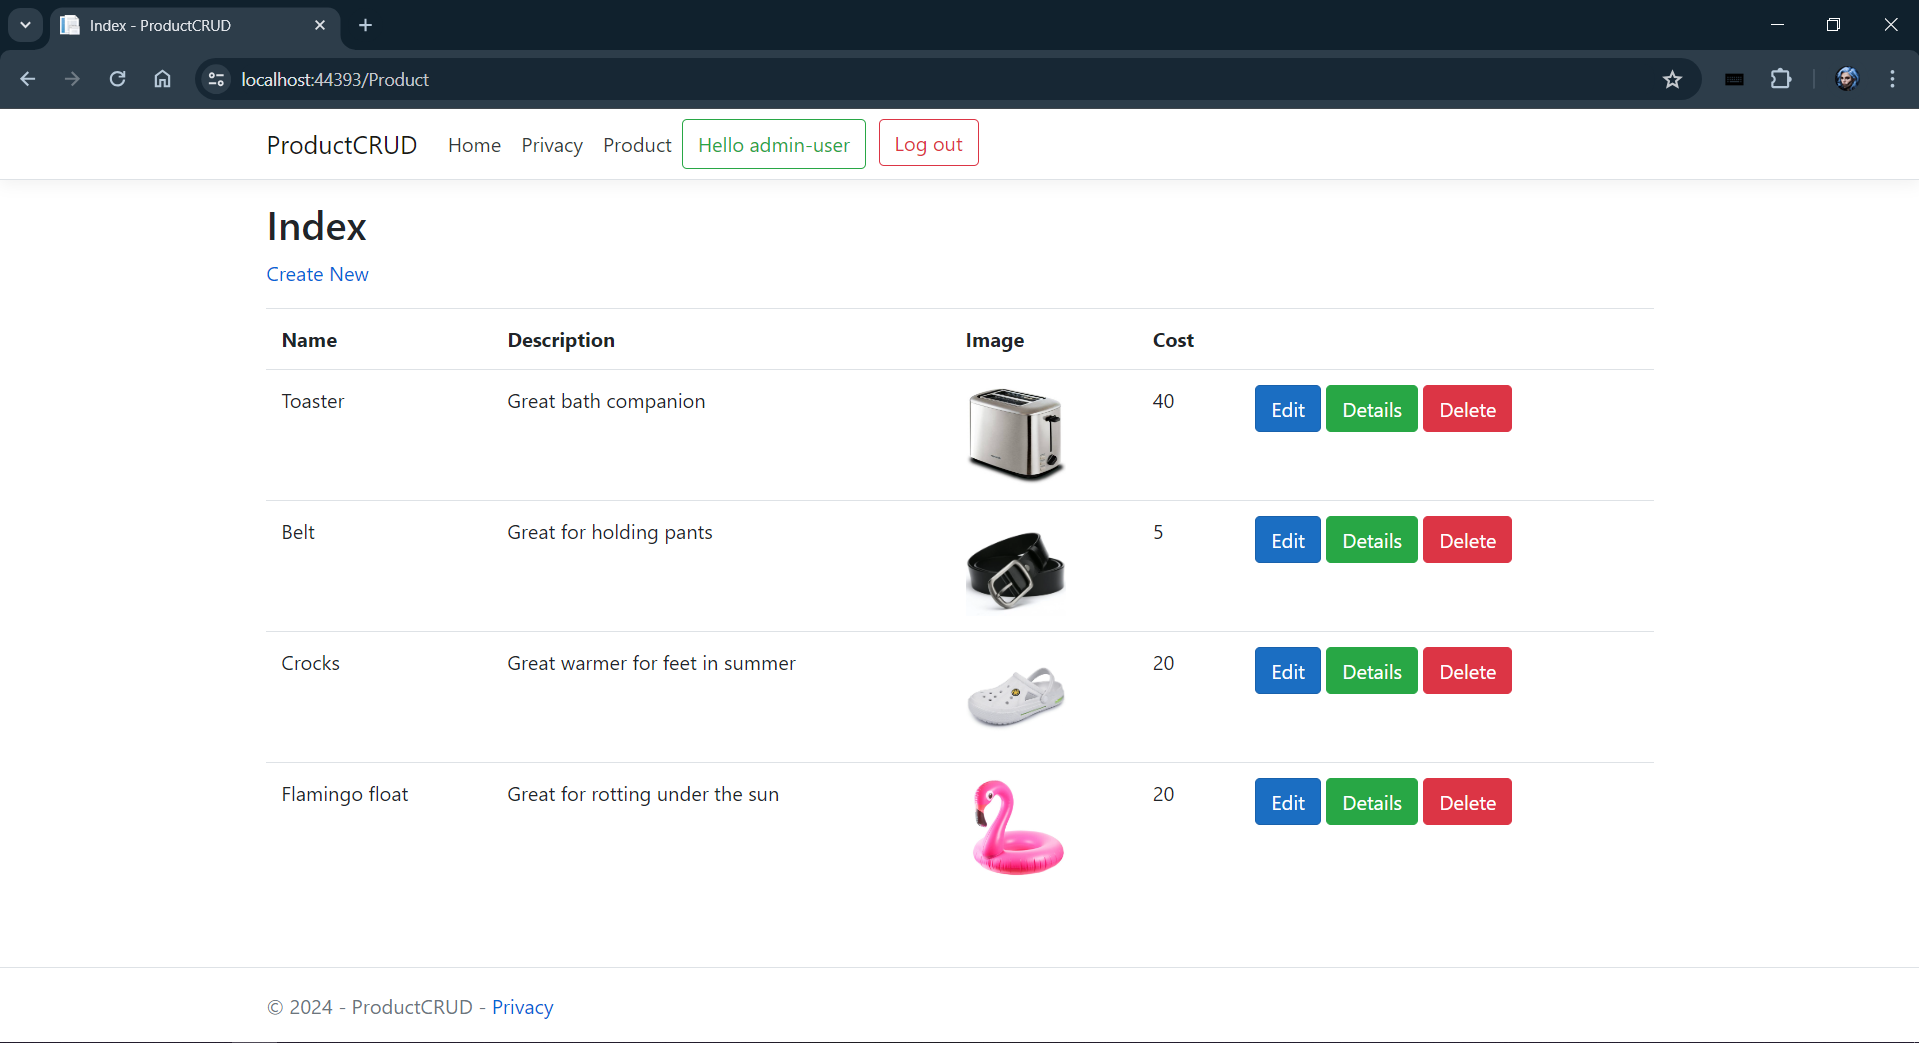 Index - ProductCRUD
localhost:44393/Product
ProductCRUD Home Privacy Product Hello admin-user Log out
Index
Create New
Name Description Image Cost
Toaster Great bath companion 40 Edit Details Delete
Belt Great for holding pants 5 Edit Details Delete
Crocks Great warmer for feet in summer 20 Edit Details Delete
Flamingo float Great for rotting under the sun 20 Edit Details Delete
© 2024 - ProductCRUD - Privacy